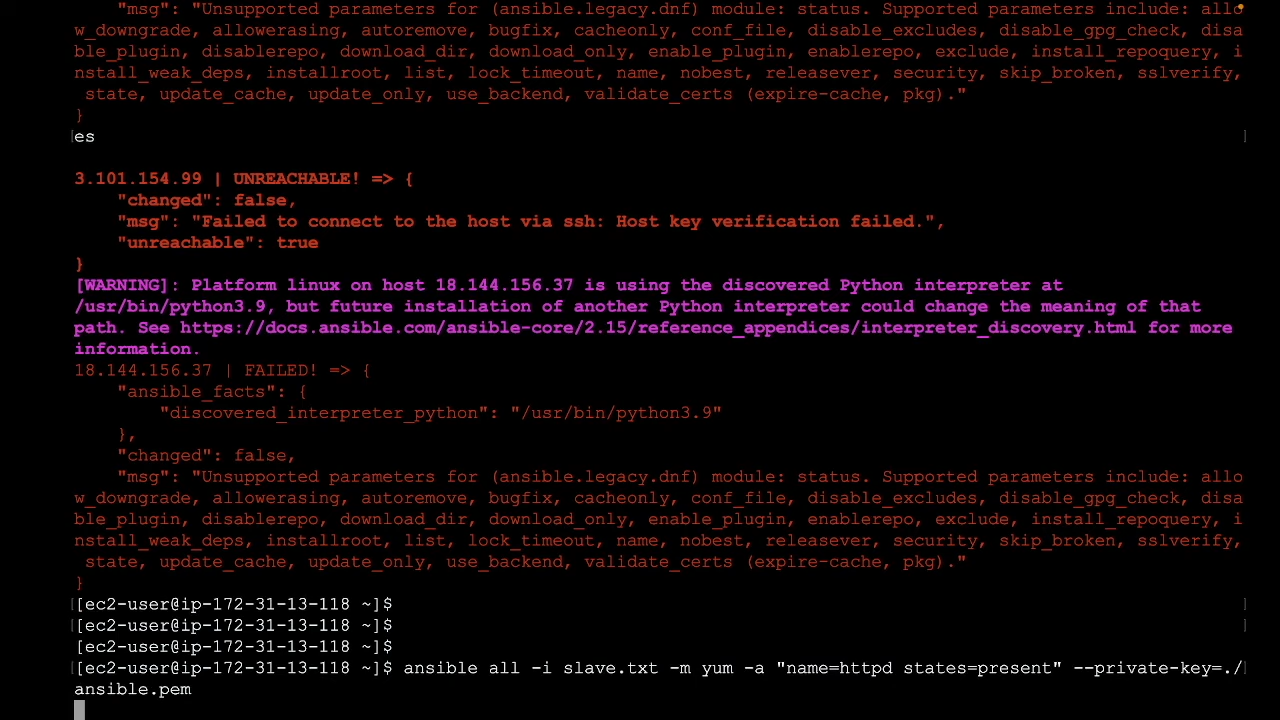 "msg": "Unsupported parameters for (ansible.legacy.dnf) module: status. Supported parameters include: allo
w_downgrade, allowerasing, autoremove, bugfix, cacheonly, conf_file, disable_excludes, disable_gpg_check, disa
ble_plugin, disablerepo, download_dir, download_only, enable_plugin, enablerepo, exclude, install_repoquery, i
nstall_weak_deps, installroot, list, lock_timeout, name, nobest, releasever, security, skip_broken, sslverify,
state, update_cache, update_only, use_backend, validate_certs (expire-cache, pkg)."
}
es
3.101.154.99 | UNREACHABLE! => {
"changed": false,
"msg": "Failed to connect to the host via ssh: Host key verification failed.",
"unreachable": true
}
[WARNING]: Platform linux on host 18.144.156.37 is using the discovered Python interpreter at
/usr/bin/python3.9, but future installation of another Python interpreter could change the meaning of that
path. See https://docs.ansible.com/ansible-core/2.15/reference_appendices/interpreter_discovery.html for more
information.
18.144.156.37 | FAILED! => {
"ansible_facts": {
"discovered_interpreter_python": "/usr/bin/python3.9"
},
"changed": false,
"msg": "Unsupported parameters for (ansible.legacy.dnf) module: status. Supported parameters include: allo
w_downgrade, allowerasing, autoremove, bugfix, cacheonly, conf_file, disable_excludes, disable_gpg_check, disa
ble_plugin, disablerepo, download_dir, download_only, enable_plugin, enablerepo, exclude, install_repoquery, i
nstall_weak_deps, installroot, list, lock_timeout, name, nobest, releasever, security, skip_broken, sslverify,
state, update_cache, update_only, use_backend, validate_certs (expire-cache, pkg)."
}
[ec2-user@ip-172-31-13-118 ~]$
[ec2-user@ip-172-31-13-118 ~]$
[ec2-user@ip-172-31-13-118 ~]$
[ec2-user@ip-172-31-13-118 ~]$ ansible all -i slave.txt -m yum -a "name=httpd states=present" --private-key=./
ansible.pem